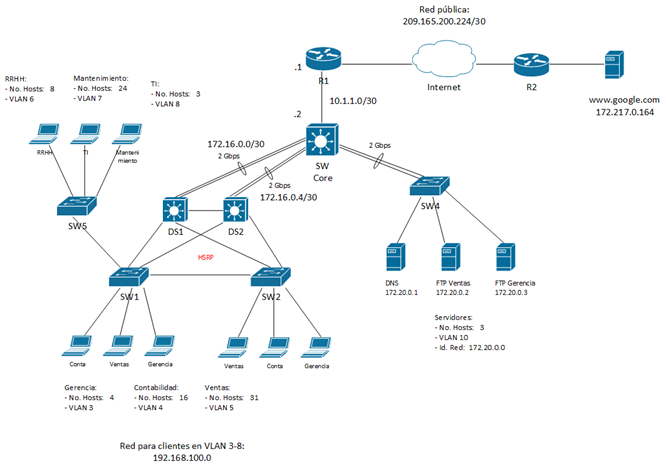 Red pública:
209.165.200.224/30
.1
R1
Internet
R2
www.google.com
172.217.0.164
10.1.1.0/30
.2
SW
Core
RRHH:
- No. Hosts: 8
- VLAN 6
Mantenimiento:
- No. Hosts: 24
- VLAN 7
TI:
- No. Hosts: 3
- VLAN 8
RRHH
TI
Manteni
miento
172.16.0.0/30
2 Gbps
2 Gbps
172.16.0.4/30
2 Gbps
SW5
DS1
DS2
SW4
HSRP
SW1
SW2
DNS
172.20.0.1
FTP Ventas
172.20.0.2
FTP Gerencia
172.20.0.3
Servidores:
- No. Hosts: 3
- VLAN 10
- Id. Red: 172.20.0.0
Conta
Ventas
Gerencia
Ventas
Conta
Gerencia
Gerencia:
- No. Hosts: 4
- VLAN 3
Contabilidad:
- No. Hosts: 16
- VLAN 4
Ventas:
- No. Hosts: 31
- VLAN 5
Red para clientes en VLAN 3-8:
192.168.100.0